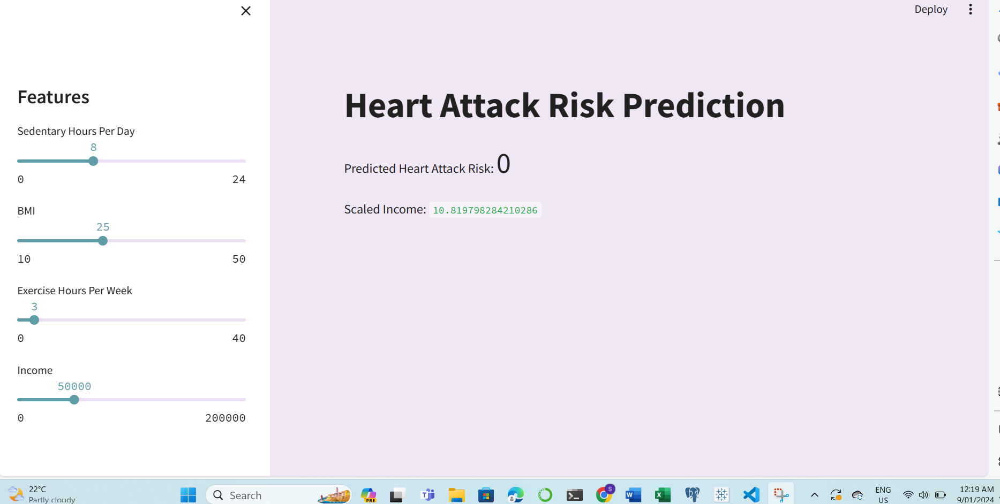 Deploy
Features
Sedentary Hours Per Day
8
0 24
BMI
25
10 50
Exercise Hours Per Week
3
0 40
Income
50000
0 200000
Heart Attack Risk Prediction
Predicted Heart Attack Risk: 0
Scaled Income: 10.819798284210286
22°C
Partly cloudy
Search
PRE
S
ENG
US
12:19 AM
9/01/2024